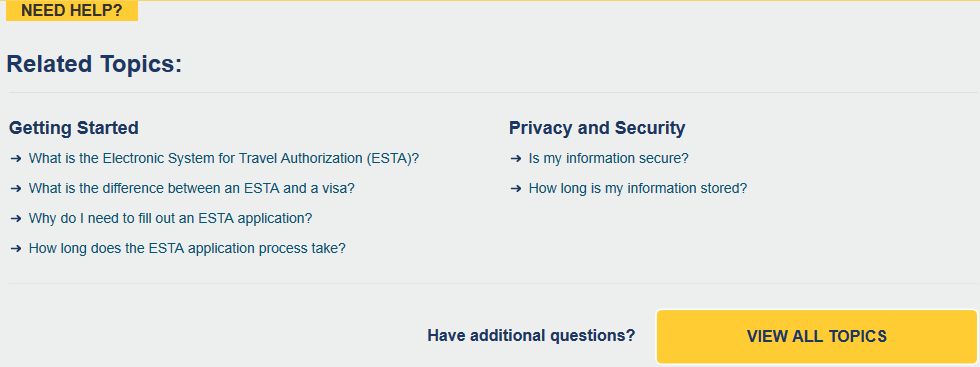 NEED HELP?
Related Topics:
Getting Started
→ What is the Electronic System for Travel Authorization (ESTA)?
→ What is the difference between an ESTA and a visa?
→ Why do I need to fill out an ESTA application?
→ How long does the ESTA application process take?
Privacy and Security
→ Is my information secure?
→ How long is my information stored?
Have additional questions?
VIEW ALL TOPICS